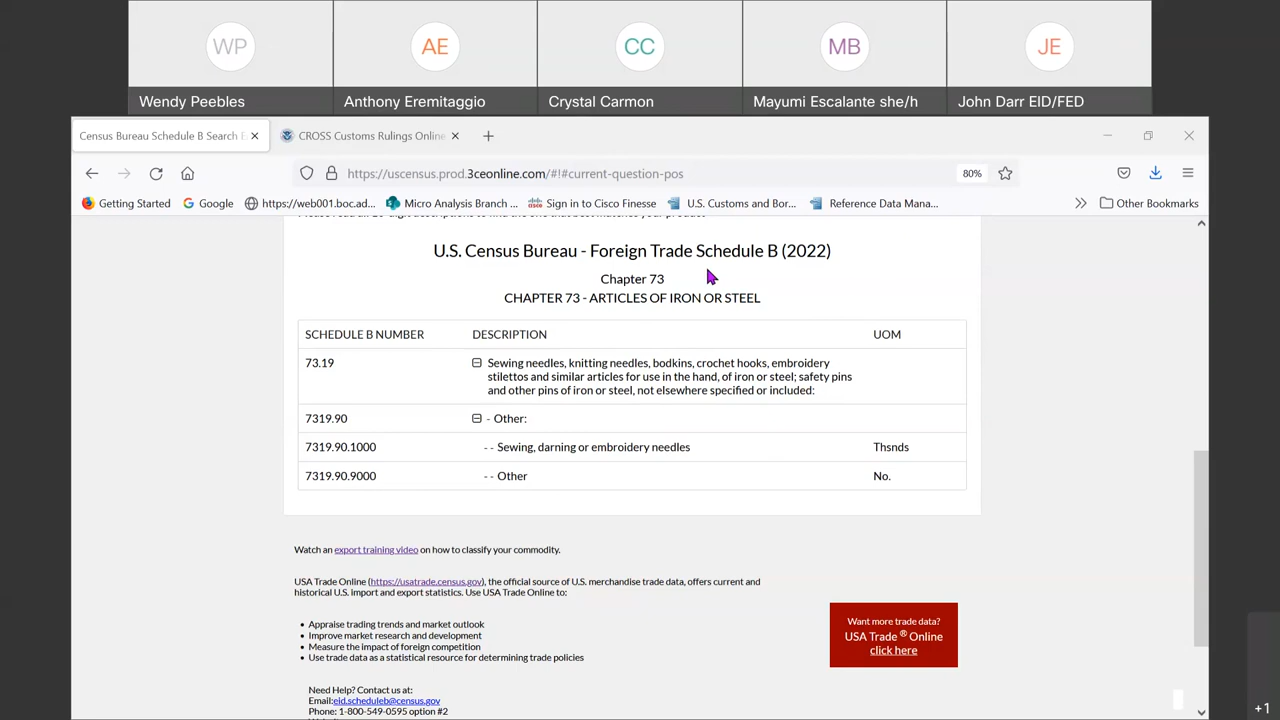 WP
AE
CC
MB
JE
Wendy Peebles
Anthony Eremitaggio
Crystal Carmon
Mayumi Escalante she/h
John Darr EID/FED
Census Bureau Schedule B Search E
CROSS Customs Rulings Online
https://uscensus.prod.3ceonline.com/#!#current-question-pos
80%
Getting Started
Google
https://web001.boc.ad...
Micro Analysis Branch ...
Sign in to Cisco Finesse
U.S. Customs and Bor...
Reference Data Mana...
Other Bookmarks
U.S. Census Bureau - Foreign Trade Schedule B (2022)
Chapter 73
CHAPTER 73 - ARTICLES OF IRON OR STEEL
SCHEDULE B NUMBER DESCRIPTION UOM
73.19 Sewing needles, knitting needles, bodkins, crochet hooks, embroidery
stilettos and similar articles for use in the hand, of iron or steel; safety pins
and other pins of iron or steel, not elsewhere specified or included:
7319.90 - Other:
7319.90.1000 - - Sewing, darning or embroidery needles Thsnds
7319.90.9000 - - Other No.
Watch an export training video on how to classify your commodity.
USA Trade Online (https://usatrade.census.gov), the official source of U.S. merchandise trade data, offers current and
historical U.S. import and export statistics. Use USA Trade Online to:
• Appraise trading trends and market outlook
• Improve market research and development
• Measure the impact of foreign competition
• Use trade data as a statistical resource for determining trade policies
Want more trade data?
USA Trade ® Online
click here
Need Help? Contact us at:
Email:eid.scheduleb@census.gov
Phone: 1-800-549-0595 option #2
+1